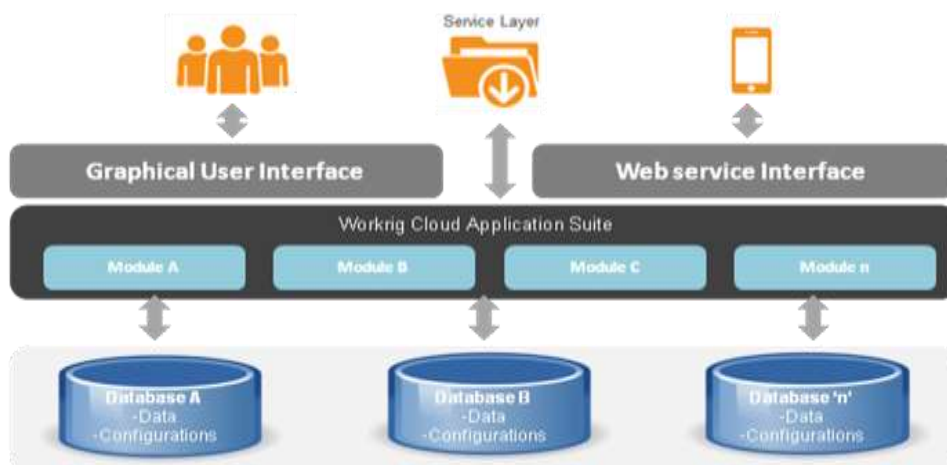 Service Layer
Graphical User Interface
Web service Interface
Workrig Cloud Application Suite
Module A
Module B
Module C
Module n
Database A
-Data
-Configurations
Database B
-Data
-Configurations
Database 'n'
-Data
-Configurations